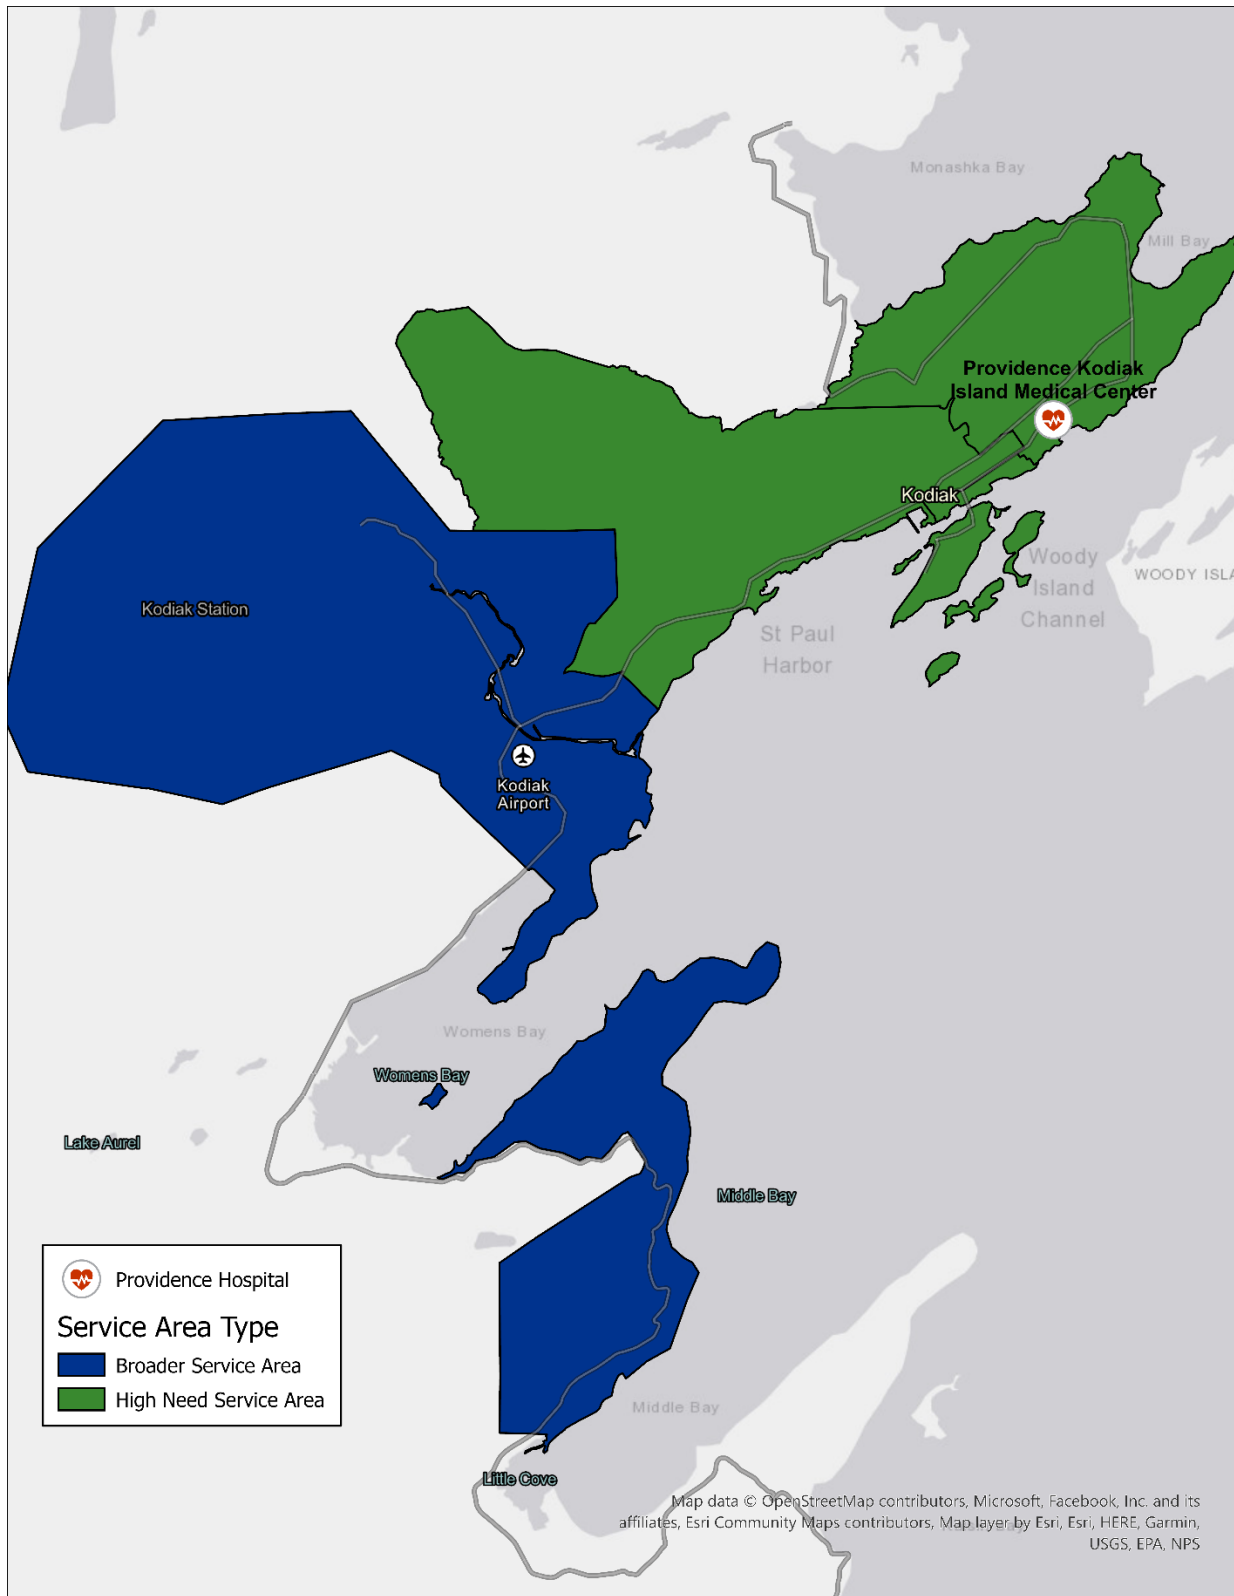 Monashka Bay
Mill Bay
Providence Kodiak
Island Medical Center
Kodiak
Woody
Island
Channel
WOODY ISLA
Kodiak Station
St Paul
Harbor
Kodiak
Airport
Womens Bay
Womens Bay
Lake Aurel
Middle Bay
Providence Hospital
Service Area Type
Broader Service Area
High Need Service Area
Middle Bay
Little Cove
Map data © OpenStreetMap contributors, Microsoft, Facebook, Inc. and its
affiliates, Esri Community Maps contributors, Map layer by Esri, Esri, HERE, Garmin,
USGS, EPA, NPS